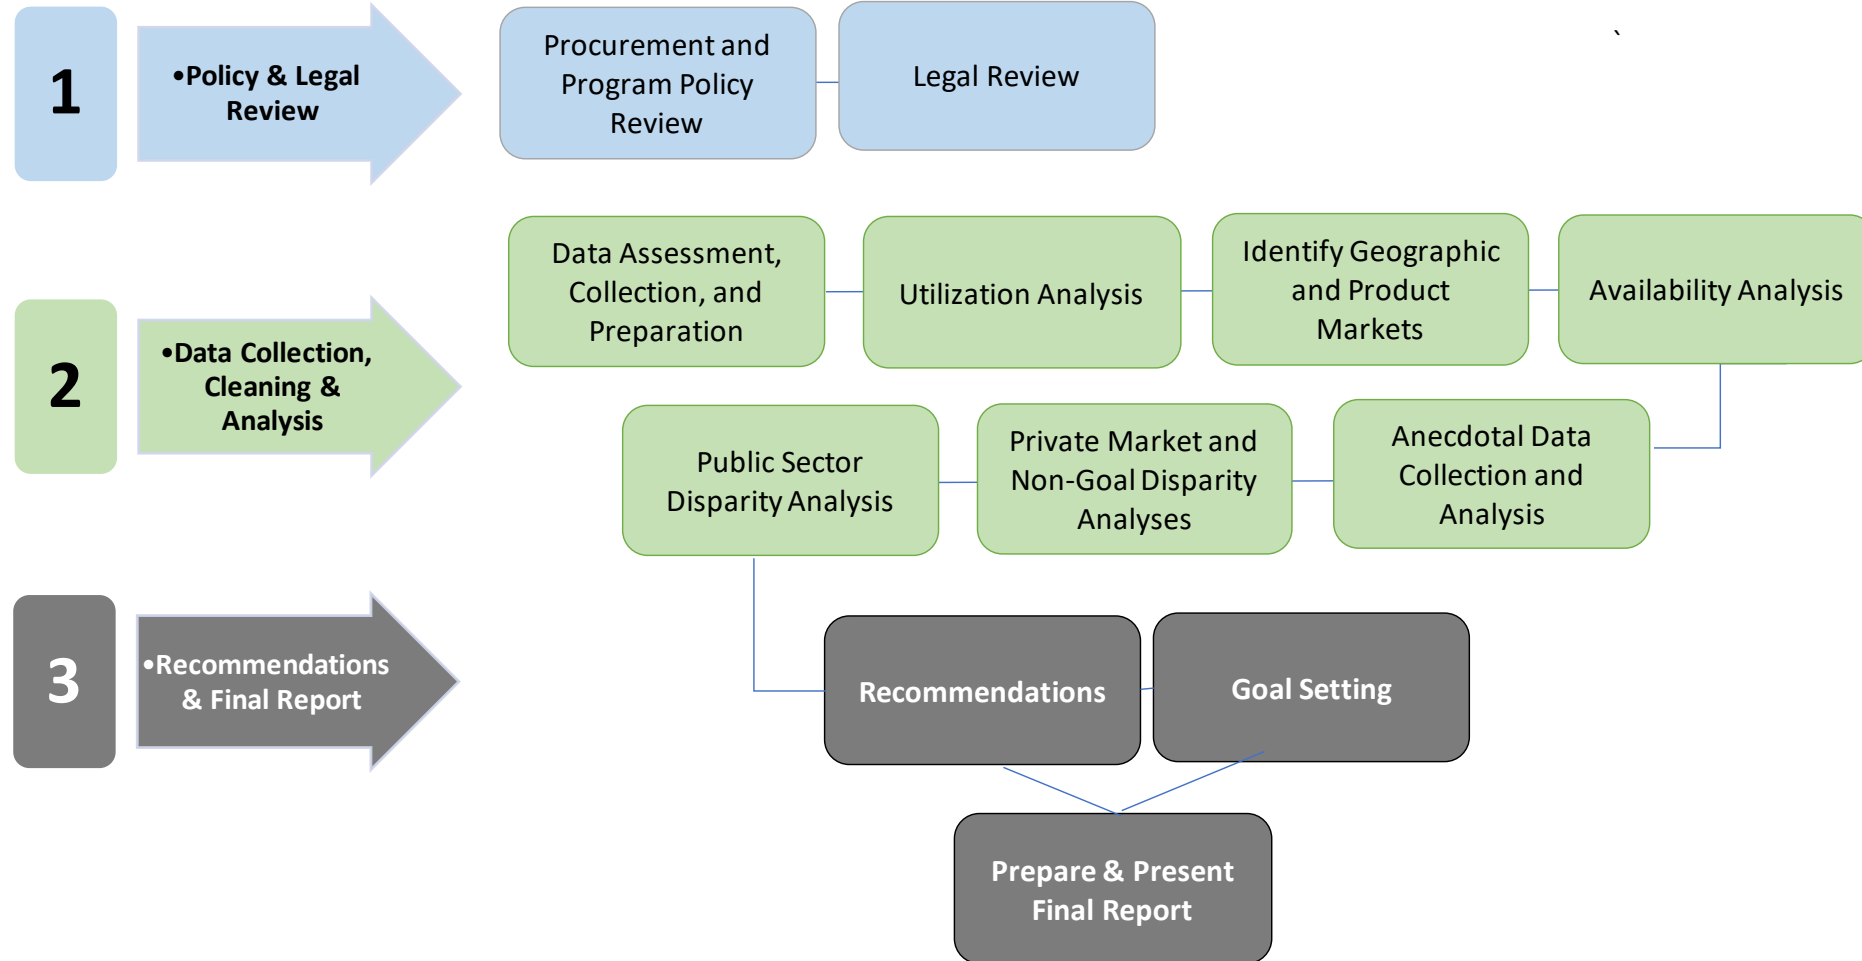 1
•Policy & Legal
Review
Procurement and
Program Policy
Review
Legal Review
`
2
•Data Collection,
Cleaning &
Analysis
Data Assessment,
Collection, and
Preparation
Utilization Analysis
Identify Geographic
and Product
Markets
Availability Analysis
Public Sector
Disparity Analysis
Private Market and
Non-Goal Disparity
Analyses
Anecdotal Data
Collection and
Analysis
3
•Recommendations
& Final Report
Recommendations
Goal Setting
Prepare & Present
Final Report